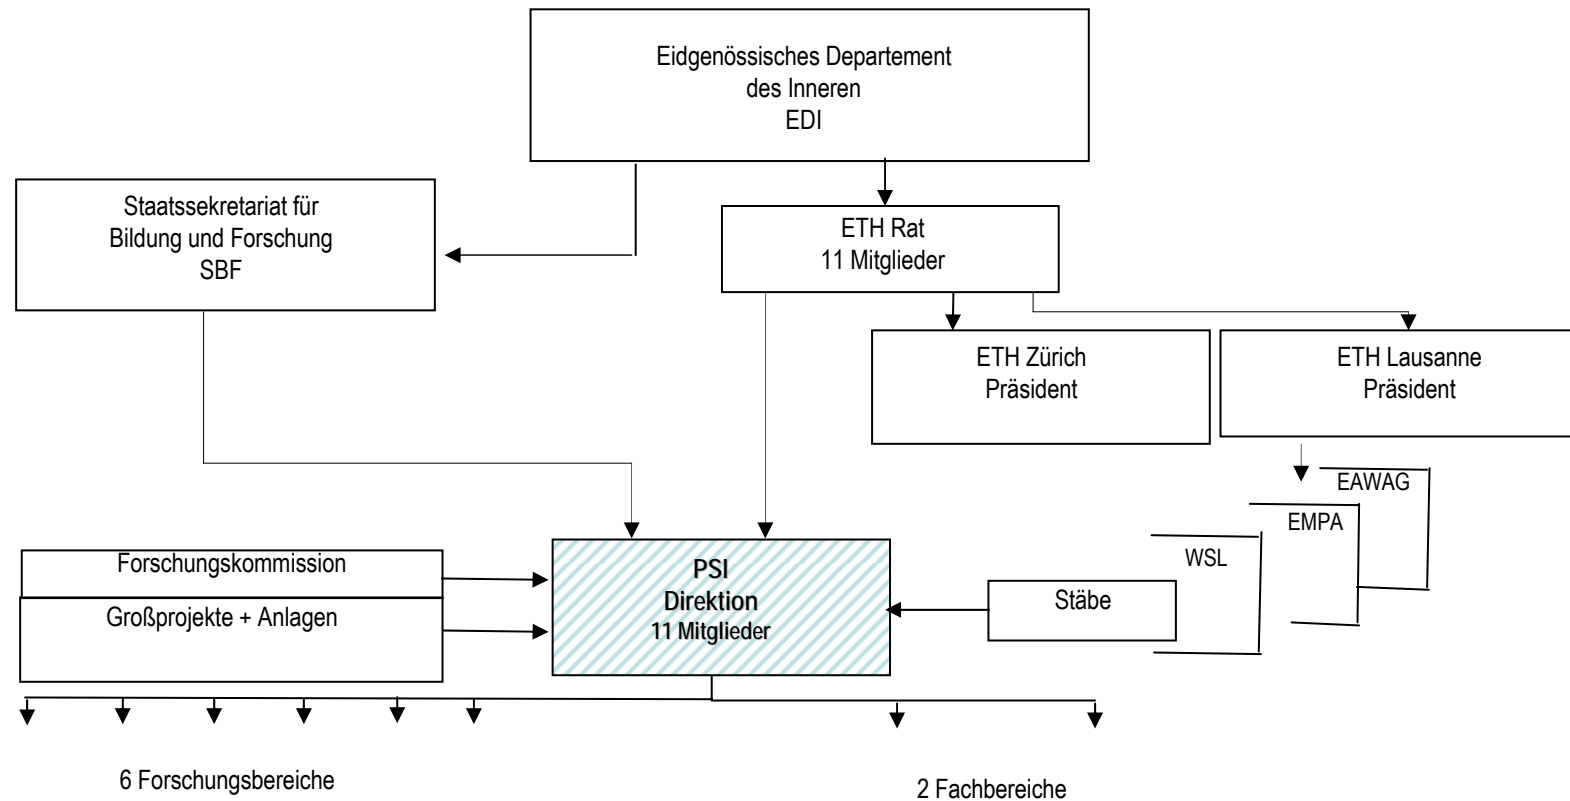 Eidgenössisches Departement
des Inneren
EDI
Staatssekretariat für
Bildung und Forschung
SBF
ETH Rat
11 Mitglieder
ETH Zürich
Präsident
ETH Lausanne
Präsident
EAWAG
EMPA
WSL
Forschungskommission
Großprojekte + Anlagen
PSI
Direktion
11 Mitglieder
Stäbe
6 Forschungsbereiche
2 Fachbereiche